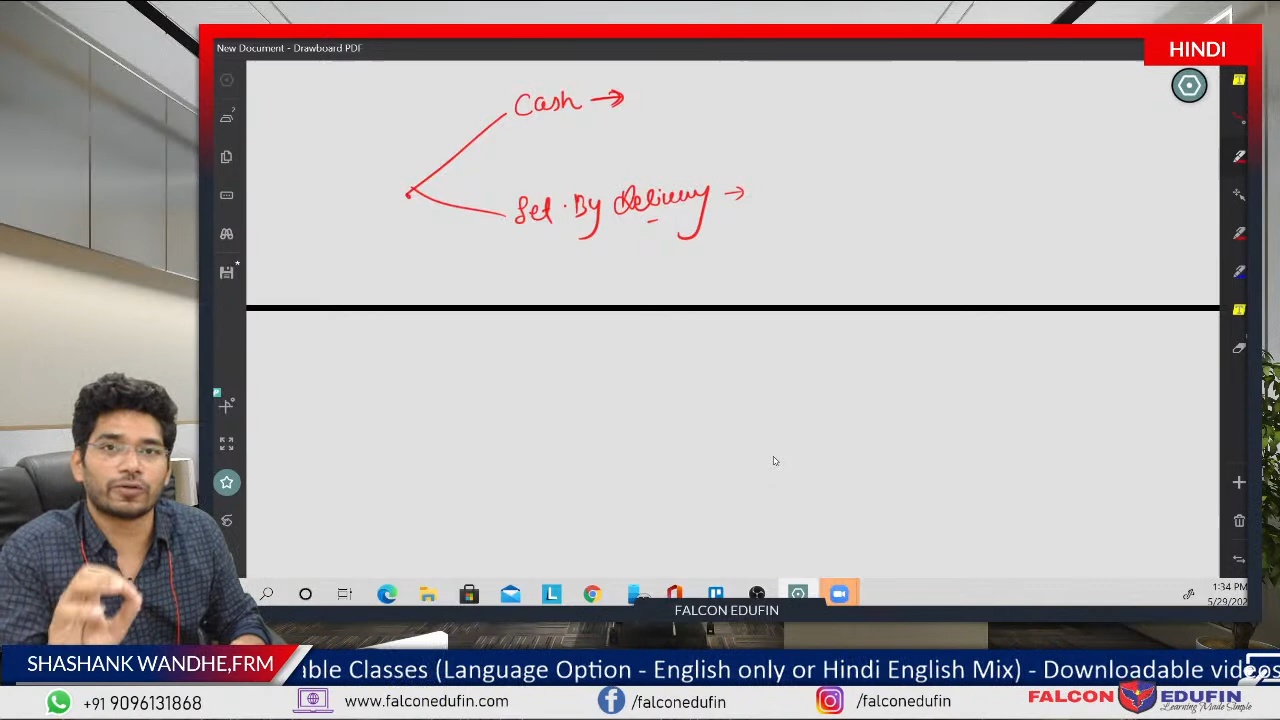 New Document - Drawboard PDF
HINDI
Cash →
Set. By Delivery →
1:34 PM
5/29/202
FALCON EDUFIN
SHASHANK WANDHE,FRM
able Classes (Language Option - English only or Hindi English Mix) - Downloadable videos
+91 9096131868
www.falconedufin.com
/falconedufin
/falconedufin
FALCON EDUFIN
Learning Made Simple